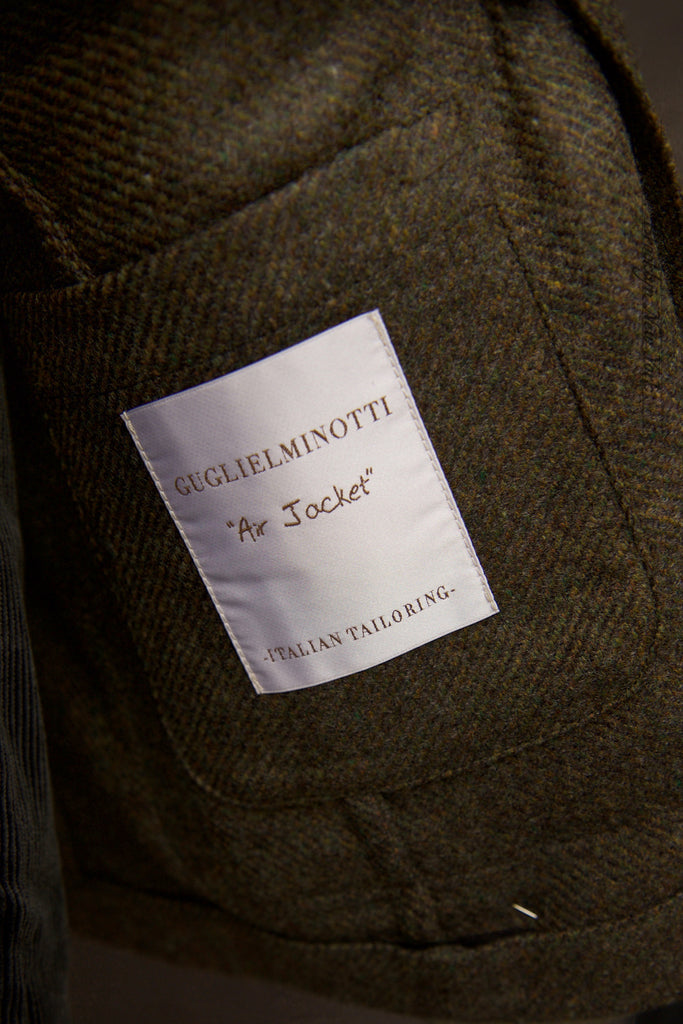 GUGLIELMINOTTI
"Air Jacket"
-ITALIAN TAILORING-